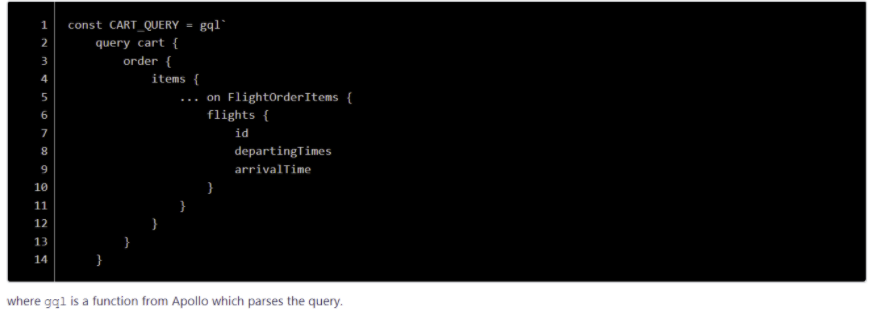 1 const CART_QUERY = gql`
2 query cart {
3 order {
4 items {
5 ... on FlightOrderItems {
6 flights {
7 id
8 departingTimes
9 arrivalTime
10 }
11 }
12 }
13 }
14 }
where gql is a function from Apollo which parses the query.